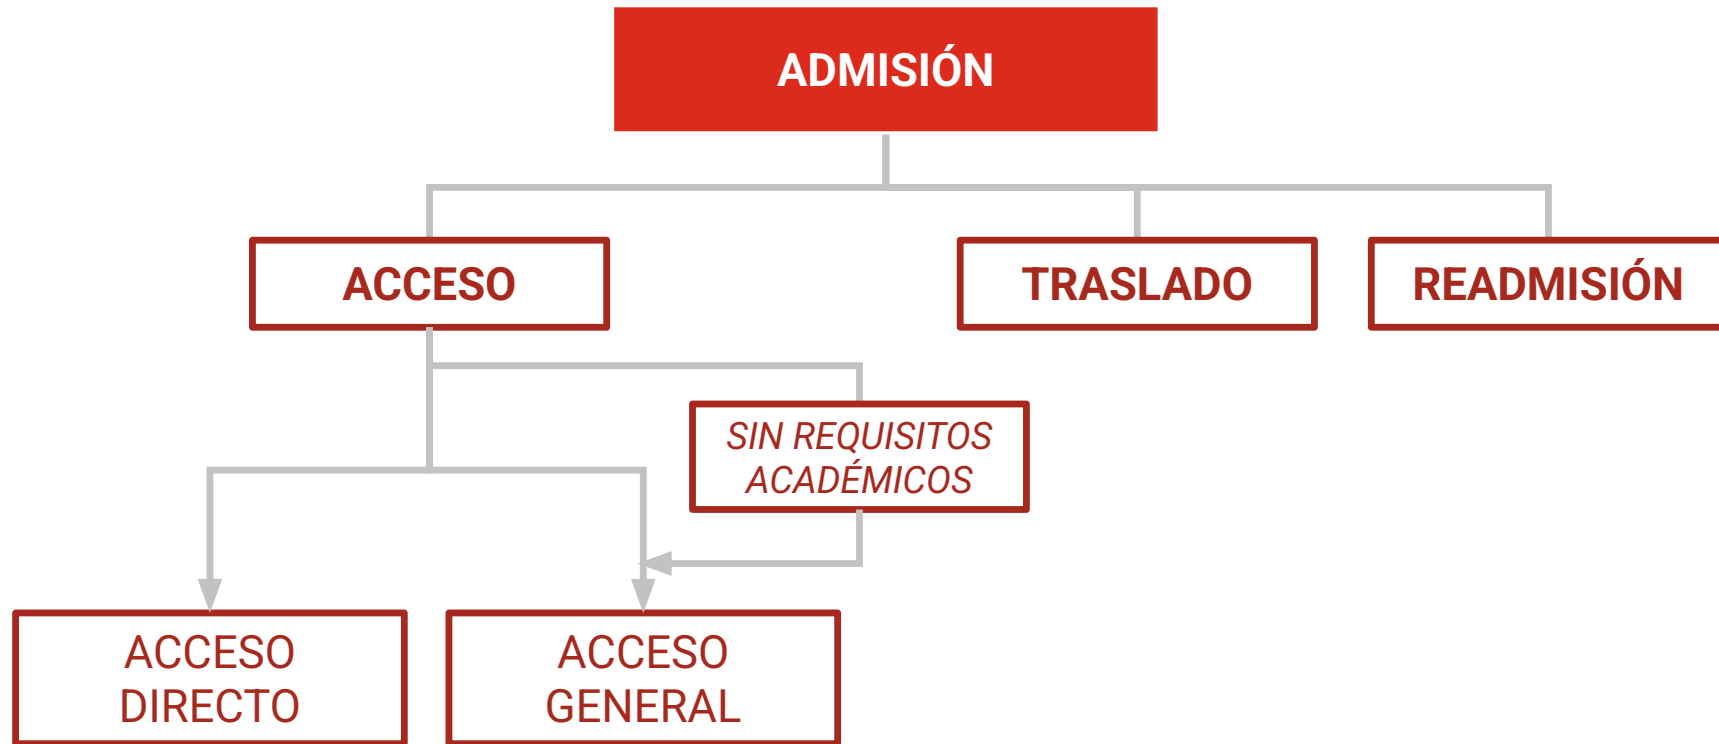 ADMISIÓN
ACCESO
TRASLADO
READMISIÓN
SIN REQUISITOS
ACADÉMICOS
ACCESO
DIRECTO
ACCESO
GENERAL